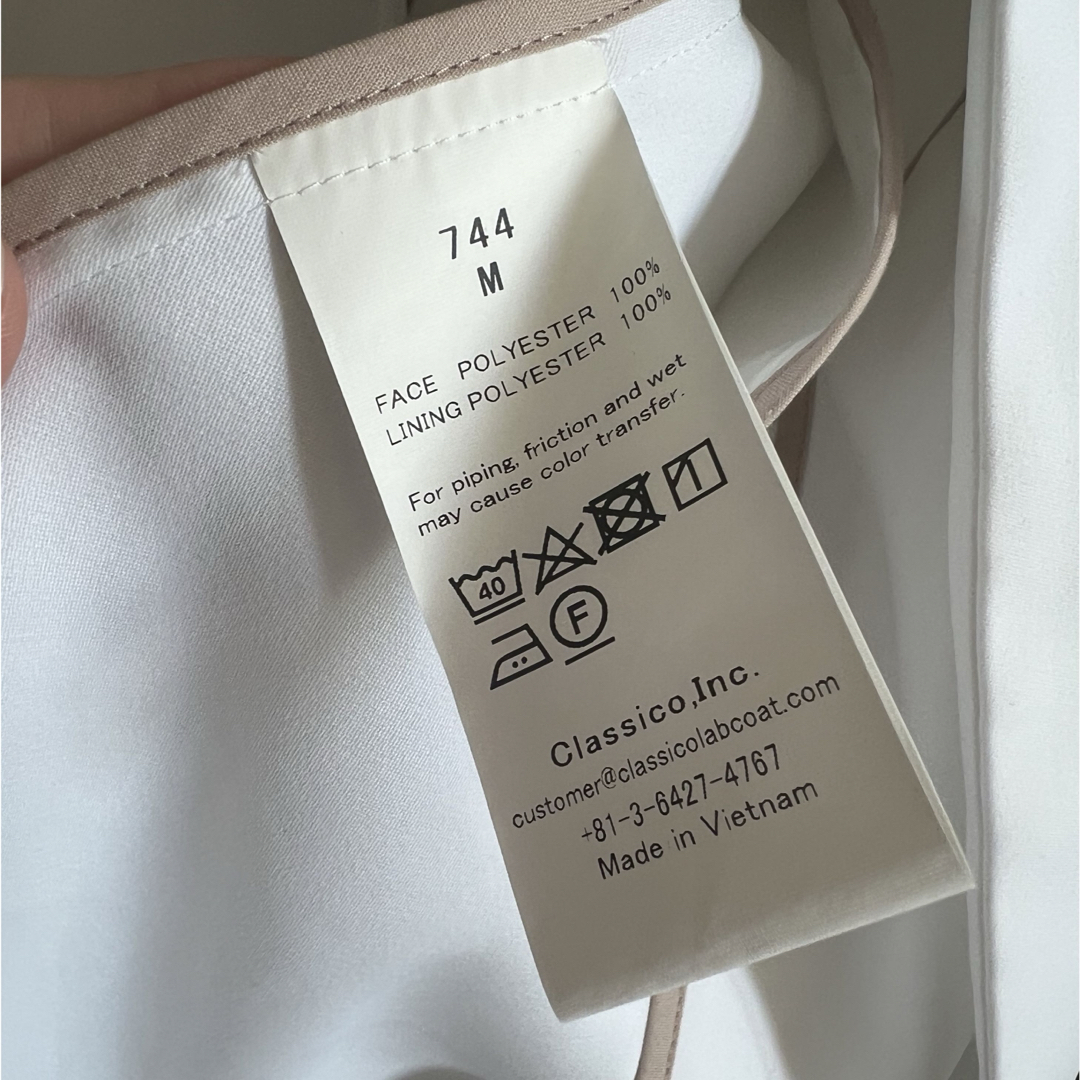 744
M
FACE POLYESTER 100%
LINING POLYESTER 100%
For piping, friction and wet
may cause color transfer.
40
F
Classico,Inc.
customer@classicolabcoat.com
+81-3-6427-4767
Made in Vietnam